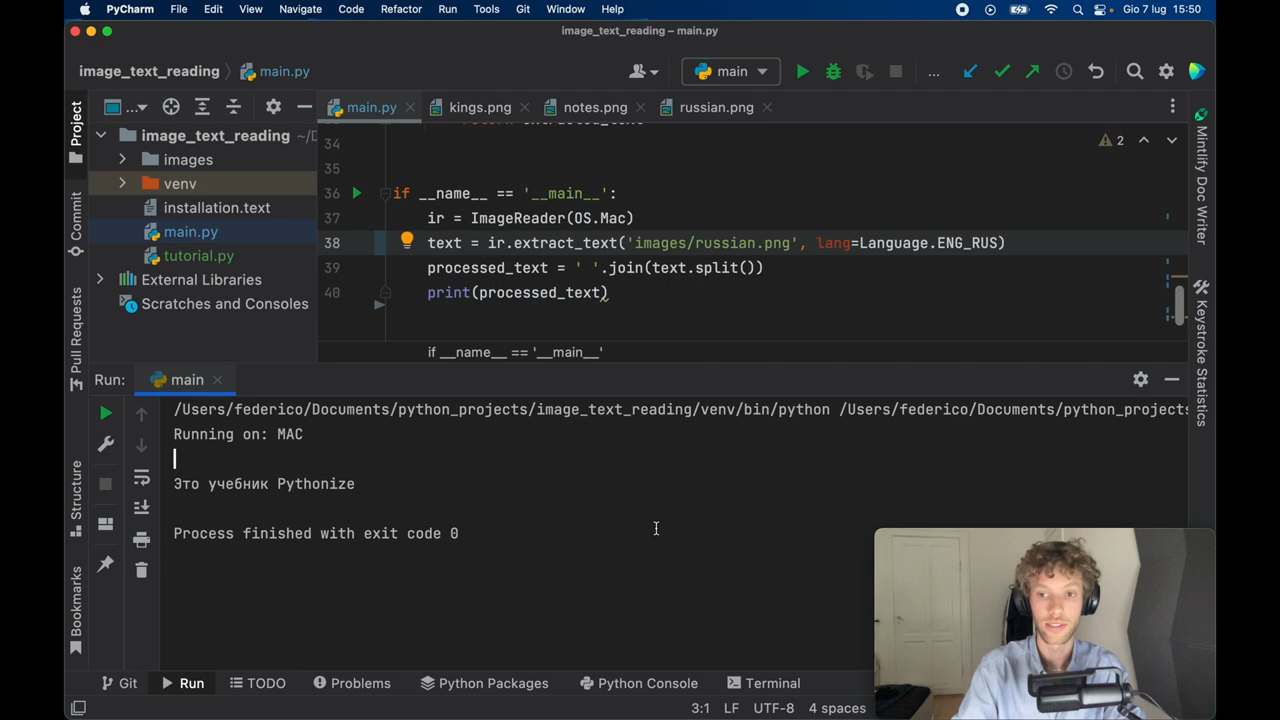 PyCharm File Edit View Navigate Code Refactor Run Tools Git Window Help Gio 7 lug 15:50
image_text_reading – main.py
image_text_reading main.py main ...
Project
...
main.py kings.png notes.png russian.png
image_text_reading ~/D
images
venv
installation.text
main.py
tutorial.py
External Libraries
Scratches and Consoles
Commit
Pull Requests
2
34
35
36 if __name__ == '__main__':
37 ir = ImageReader(OS.Mac)
38 text = ir.extract_text('images/russian.png', lang=Language.ENG_RUS)
39 processed_text = ' '.join(text.split())
40 print(processed_text)
if __name__ == '__main__'
Mintlify Doc Writer
Keystroke Statistics
Run: main
/Users/federico/Documents/python_projects/image_text_reading/venv/bin/python /Users/federico/Documents/python_projects
Running on: MAC
Это учебник Pythonize
Process finished with exit code 0
Structure
Bookmarks
Git Run TODO Problems Python Packages Python Console Terminal
3:1 LF UTF-8 4 spaces